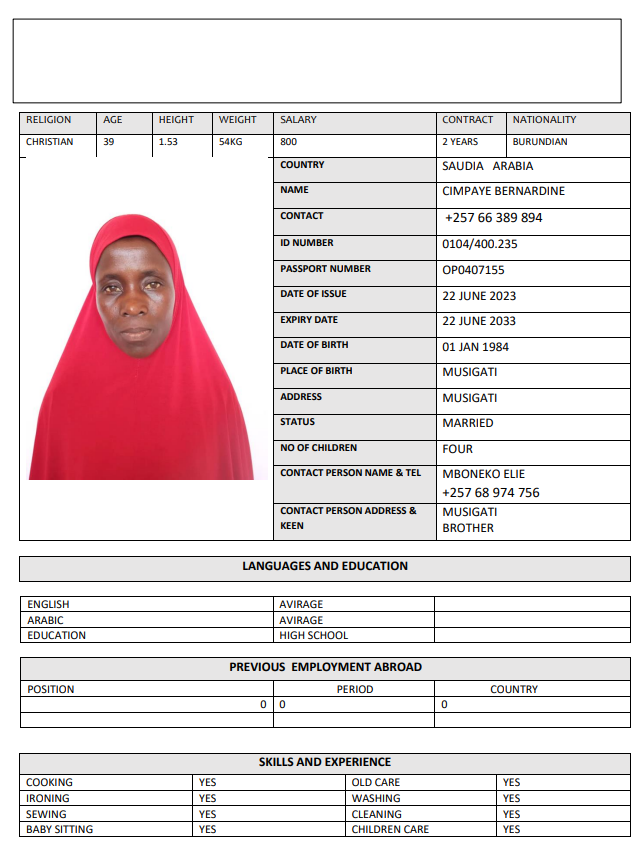 RELIGION AGE HEIGHT WEIGHT SALARY CONTRACT NATIONALITY
CHRISTIAN 39 1.53 54KG 800 2 YEARS BURUNDIAN
COUNTRY SAUDIA ARABIA
NAME CIMPAYE BERNARDINE
CONTACT +257 66 389 894
ID NUMBER 0104/400.235
PASSPORT NUMBER OP0407155
DATE OF ISSUE 22 JUNE 2023
EXPIRY DATE 22 JUNE 2033
DATE OF BIRTH 01 JAN 1984
PLACE OF BIRTH MUSIGATI
ADDRESS MUSIGATI
STATUS MARRIED
NO OF CHILDREN FOUR
CONTACT PERSON NAME & TEL MBONEKO ELIE
+257 68 974 756
CONTACT PERSON ADDRESS & MUSIGATI
KEEN BROTHER
LANGUAGES AND EDUCATION
ENGLISH AVIRAGE
ARABIC AVIRAGE
EDUCATION HIGH SCHOOL
PREVIOUS EMPLOYMENT ABROAD
POSITION PERIOD COUNTRY
0 0 0
SKILLS AND EXPERIENCE
COOKING YES OLD CARE YES
IRONING YES WASHING YES
SEWING YES CLEANING YES
BABY SITTING YES CHILDREN CARE YES